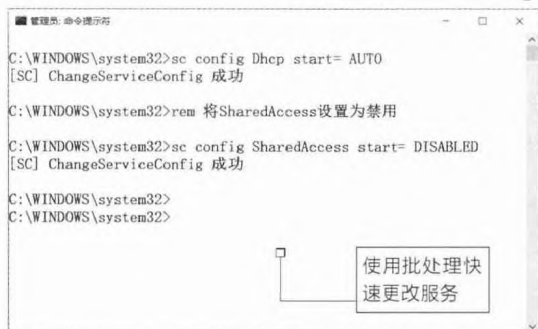 管理员: 命令提示符
C:\WINDOWS\system32>sc config Dhcp start= AUTO
[SC] ChangeServiceConfig 成功
C:\WINDOWS\system32>rem 将SharedAccess设置为禁用
C:\WINDOWS\system32>sc config SharedAccess start= DISABLED
[SC] ChangeServiceConfig 成功
C:\WINDOWS\system32>
C:\WINDOWS\system32>
使用批处理快
速更改服务